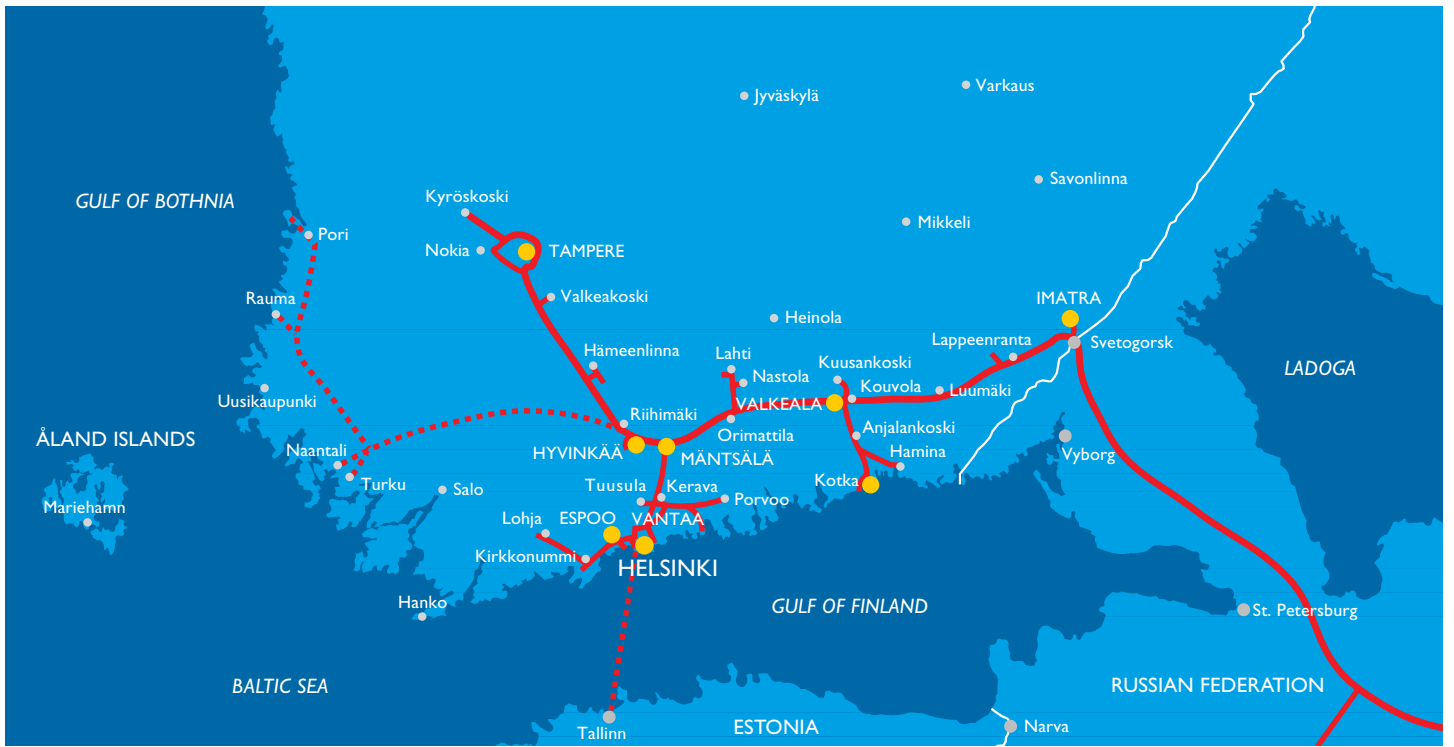 Jyväskylä
Varkaus
Savonlinna
GULF OF BOTHNIA
Kyröskoski
Mikkeli
Pori
Nokia
TAMPERE
Rauma
Valkeakoski
IMATRA
Heinola
Svetogorsk
Lappeenranta
Hämeenlinna
Lahti
Kuusankoski
LADOGA
Nastola
Kouvola
Luumäki
Uusikaupunki
VALKEALA
Riihimäki
Orimattila
Anjalankoski
ÅLAND ISLANDS
Naantali
HYVINKÄÄ
MÄNTSÄLÄ
Hamina
Vyborg
Turku
Salo
Tuusula
Kerava
Porvoo
Kotka
Mariehamn
Lohja
ESPOO
VANTAA
Kirkkonummi
HELSINKI
Hanko
GULF OF FINLAND
St. Petersburg
BALTIC SEA
RUSSIAN FEDERATION
Tallinn
ESTONIA
Narva